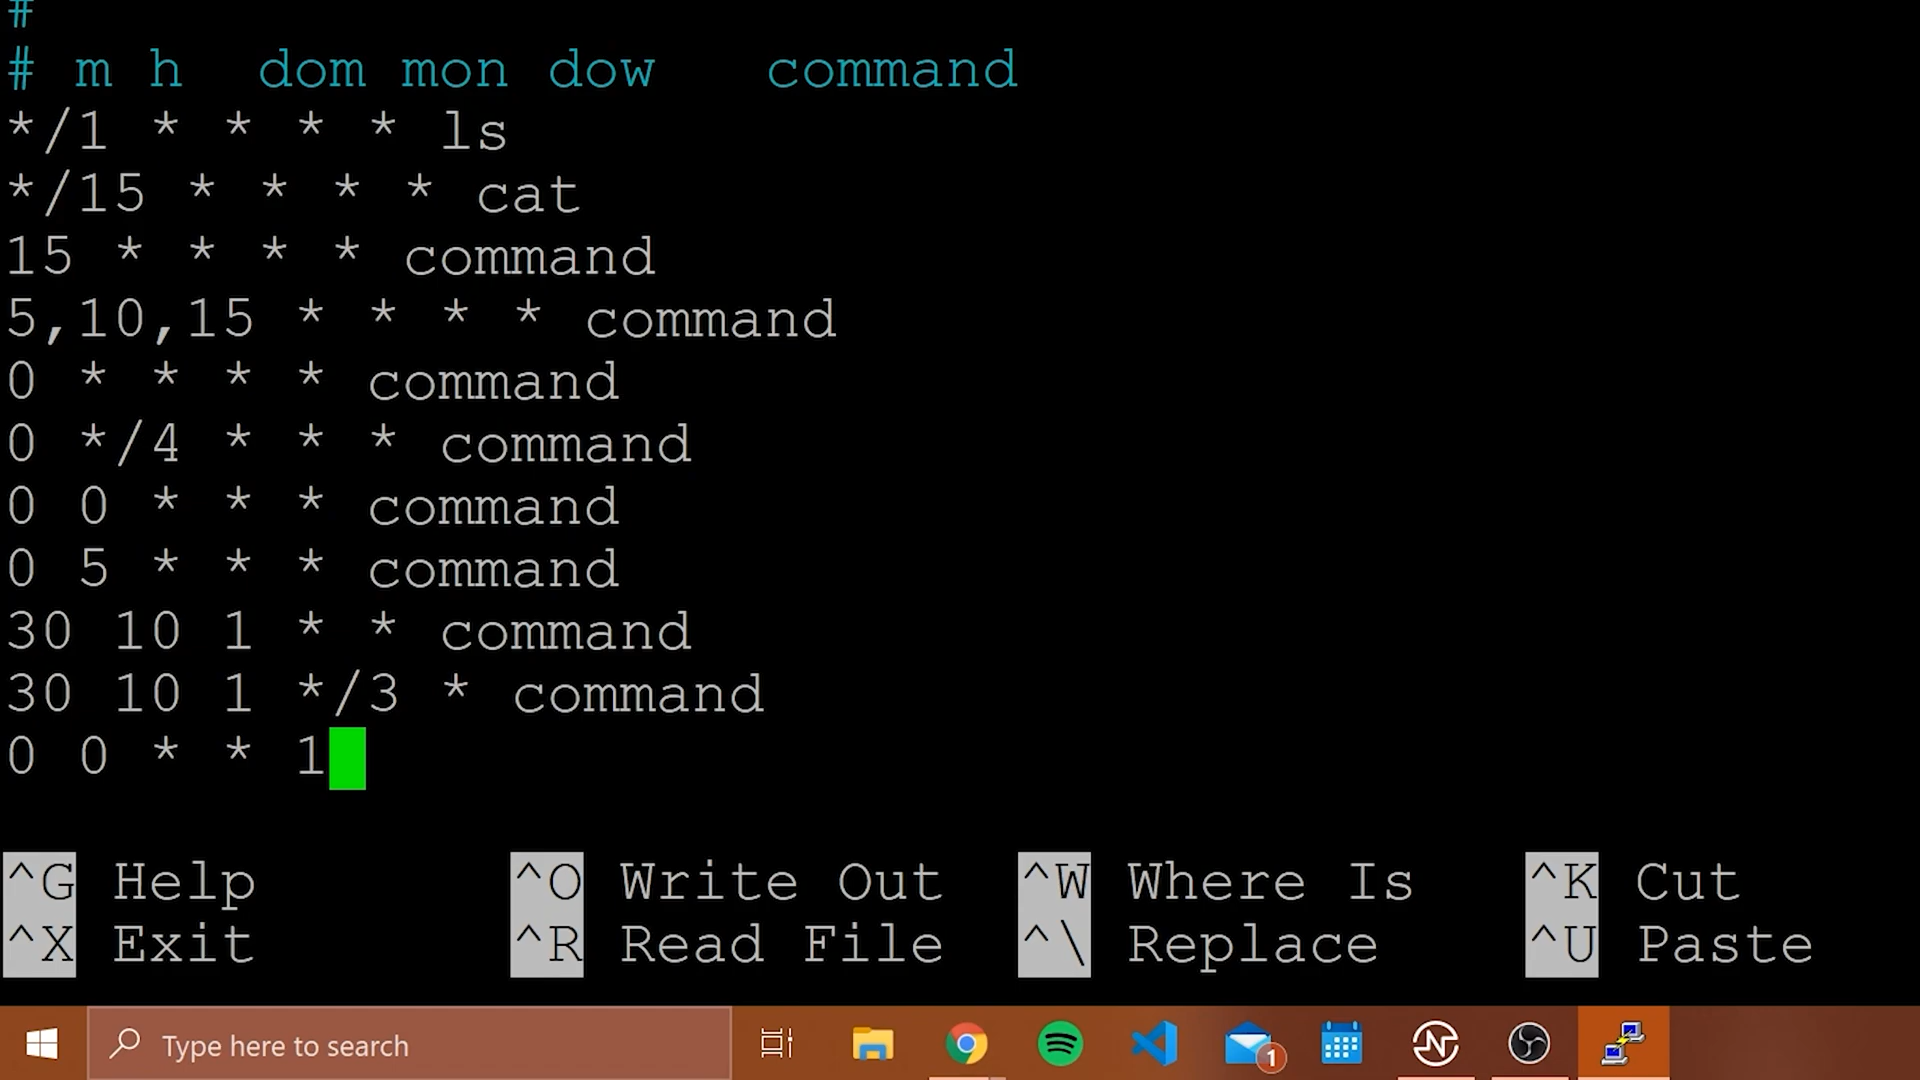 #
# m h  dom mon dow   command
*/1 * * * * ls
*/15 * * * * cat
15 * * * * command
5,10,15 * * * * command
0 * * * * command
0 */4 * * * command
0 0 * * * command
0 5 * * * command
30 10 1 * * command
30 10 1 */3 * command
0 0 * * 1
^G Help ^O Write Out ^W Where Is ^K Cut
^X Exit ^R Read File ^\ Replace ^U Paste
Type here to search
1